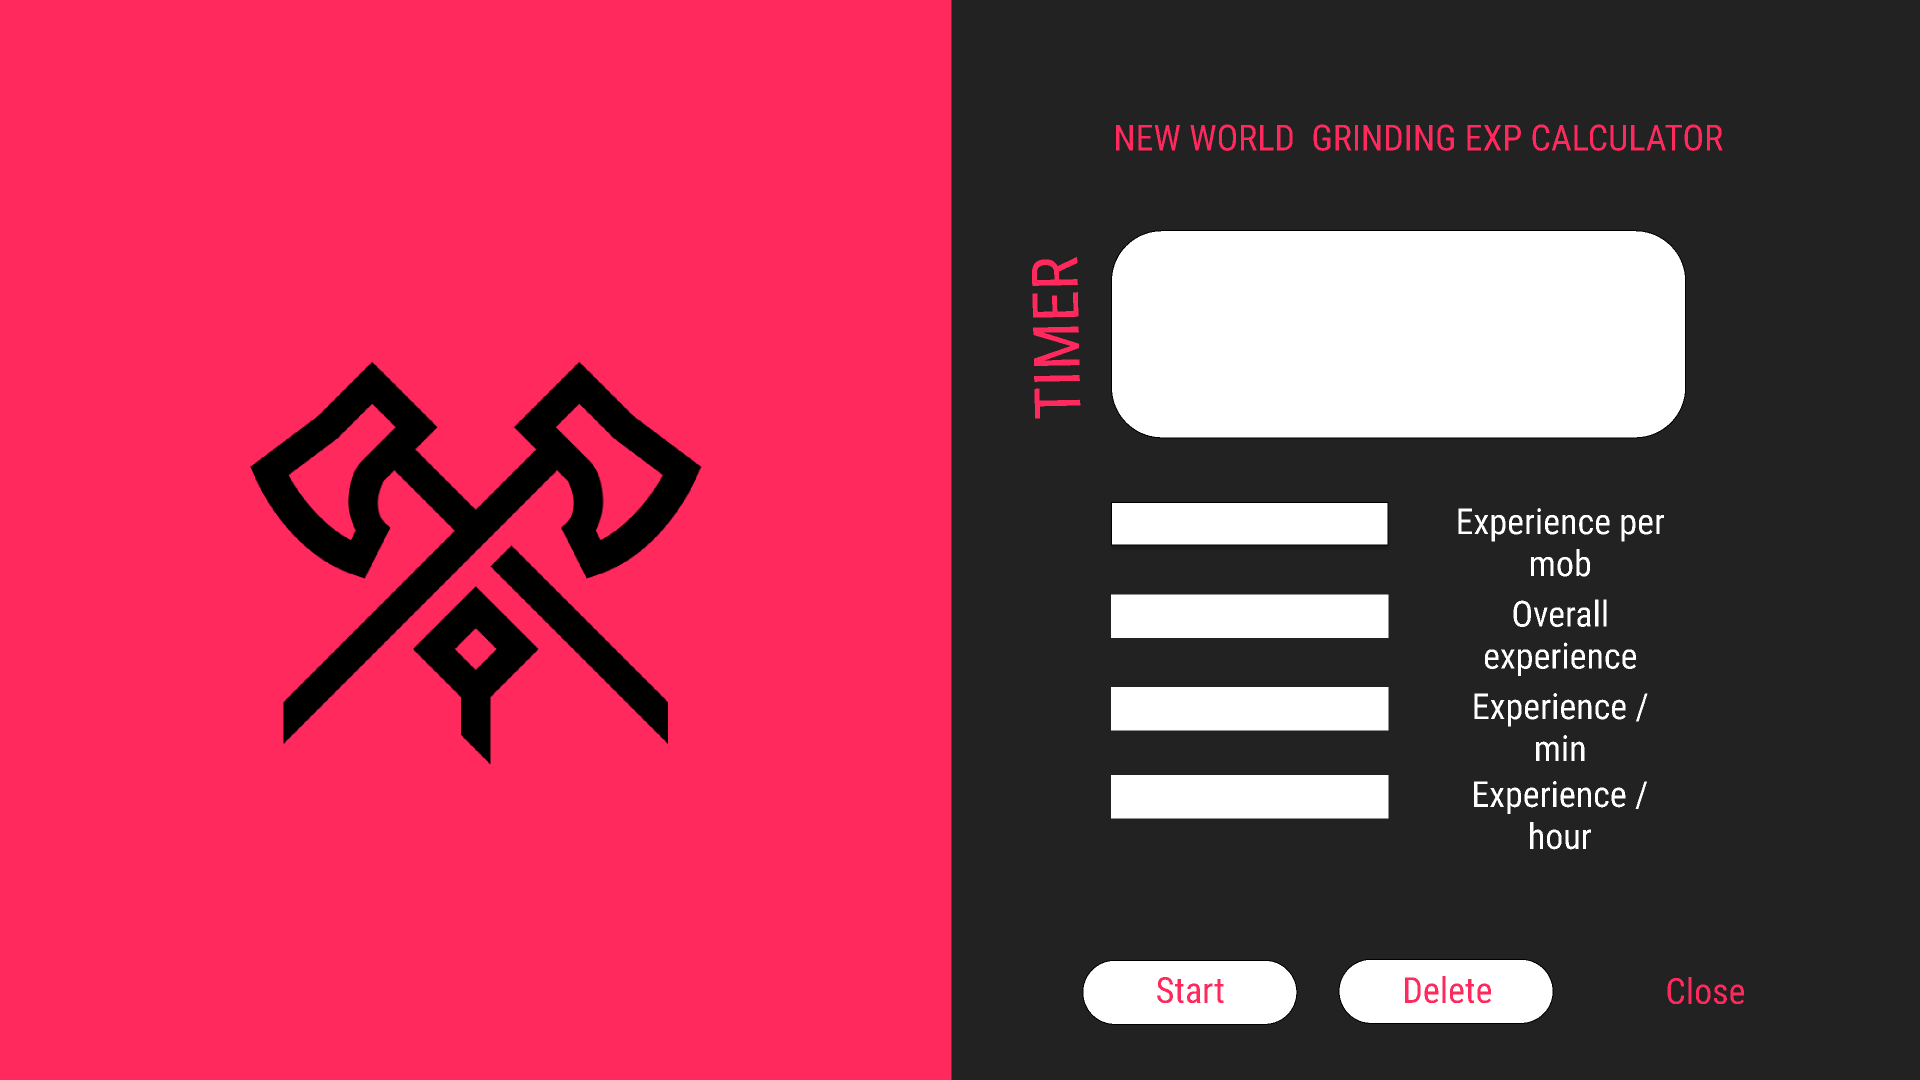 NEW WORLD  GRINDING EXP CALCULATOR
TIMER
Experience per
mob
Overall
experience
Experience /
min
Experience /
hour
Start
Delete
Close